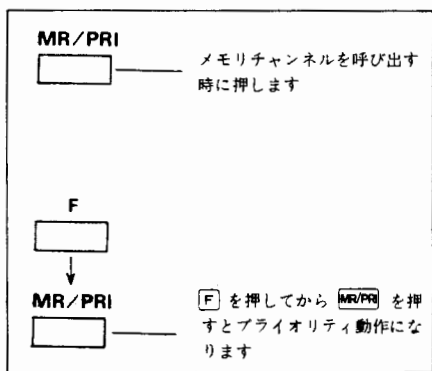 MR/PRI
メモリチャンネルを呼び出す
時に押します
F
MR/PRI
F を押してから MR/PRI を押
すとプライオリティ動作にな
ります